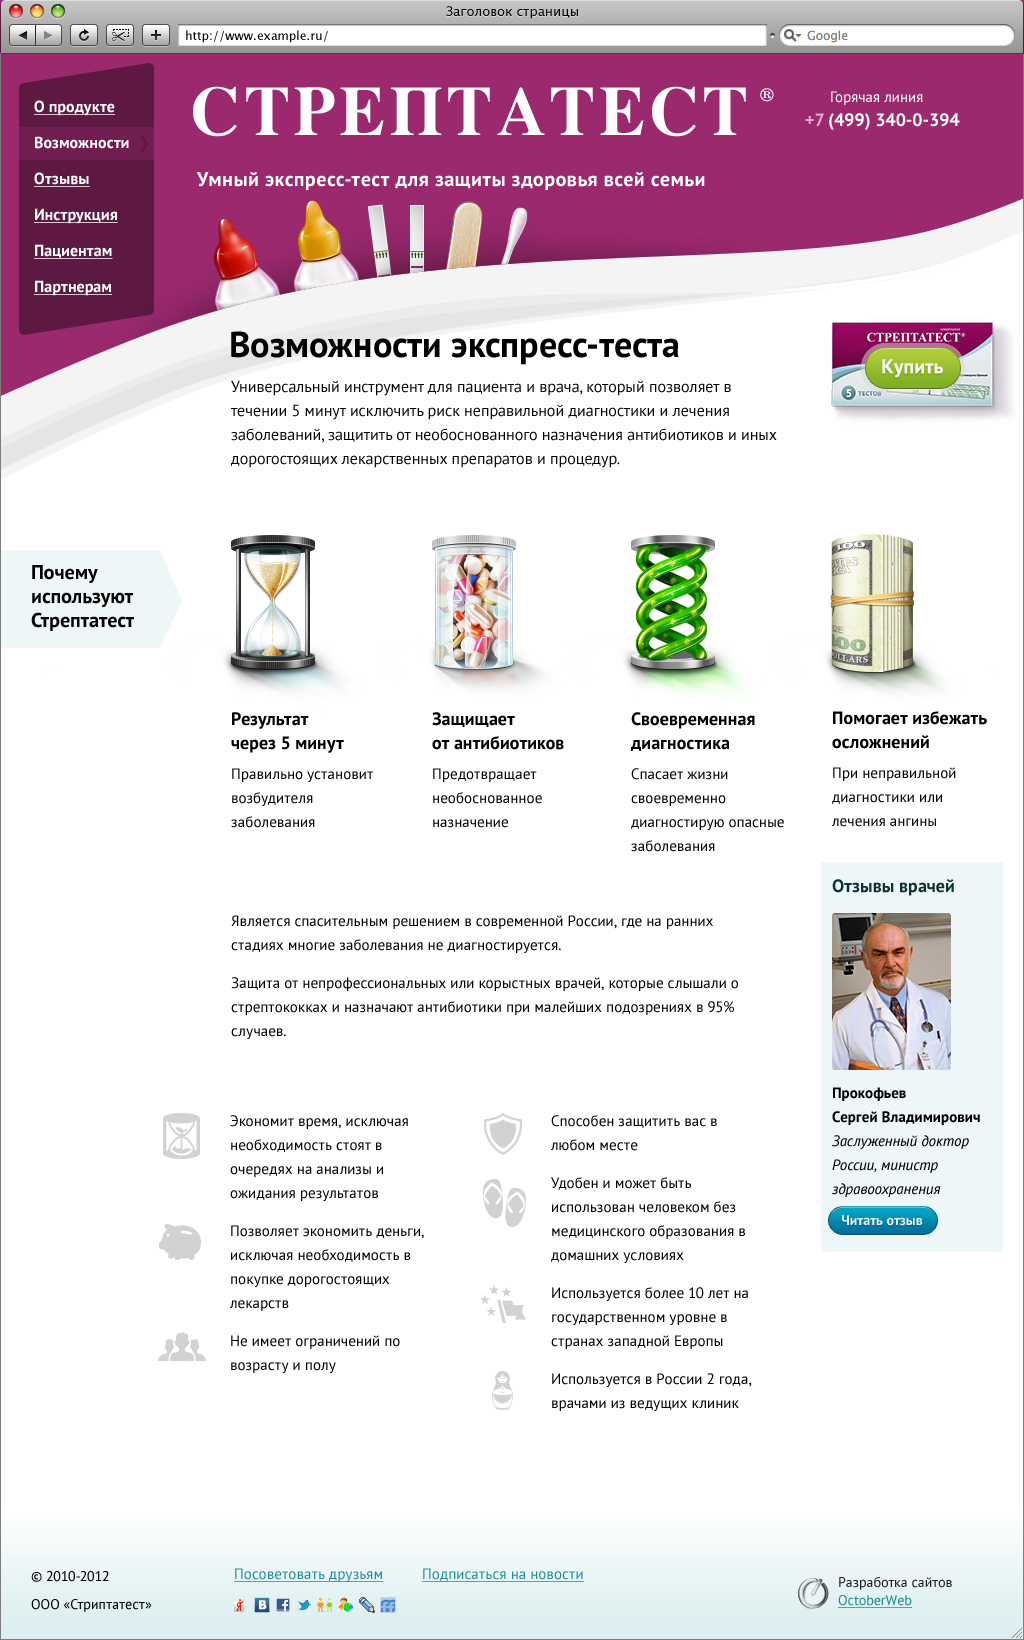 Заголовок страницы
http://www.example.ru/
Google
О продукте
Возможности
Отзывы
Инструкция
Пациентам
Партнерам
СТРЕПТАТЕСТ ®
Умный экспресс-тест для защиты здоровья всей семьи
Горячая линия
+7 (499) 340-0-394
Возможности экспресс-теста
Универсальный инструмент для пациента и врача, который позволяет в
течении 5 минут исключить риск неправильной диагностики и лечения
заболеваний, защитить от необоснованного назначения антибиотиков и иных
дорогостоящих лекарственных препаратов и процедур.
СТРЕПТАТЕСТ®
Купить
5 ТЕСТОВ
Почему
используют
Стрептатест
100
00
DOLLARS
Результат
через 5 минут
Правильно установит
возбудителя
заболевания
Защищает
от антибиотиков
Предотвращает
необоснованное
назначение
Своевременная
диагностика
Спасает жизни
своевременно
диагностирую опасные
заболевания
Помогает избежать
осложнений
При неправильной
диагностики или
лечения ангины
Является спасительным решением в современной России, где на ранних
стадиях многие заболевания не диагностируется.
Защита от непрофессиональных или корыстных врачей, которые слышали о
стрептококках и назначают антибиотики при малейших подозрениях в 95%
случаев.
Отзывы врачей
Прокофьев
Сергей Владимирович
Заслуженный доктор
России, министр
здравоохранения
Читать отзыв
Экономит время, исключая
необходимость стоят в
очередях на анализы и
ожидания результатов
Позволяет экономить деньги,
исключая необходимость в
покупке дорогостоящих
лекарств
Не имеет ограничений по
возрасту и полу
Способен защитить вас в
любом месте
Удобен и может быть
использован человеком без
медицинского образования в
домашних условиях
Используется более 10 лет на
государственном уровне в
странах западной Европы
Используется в России 2 года,
врачами из ведущих клиник
© 2010-2012
ООО «Стриптатест»
Посоветовать друзьям
Подписаться на новости
Разработка сайтов
OctoberWeb